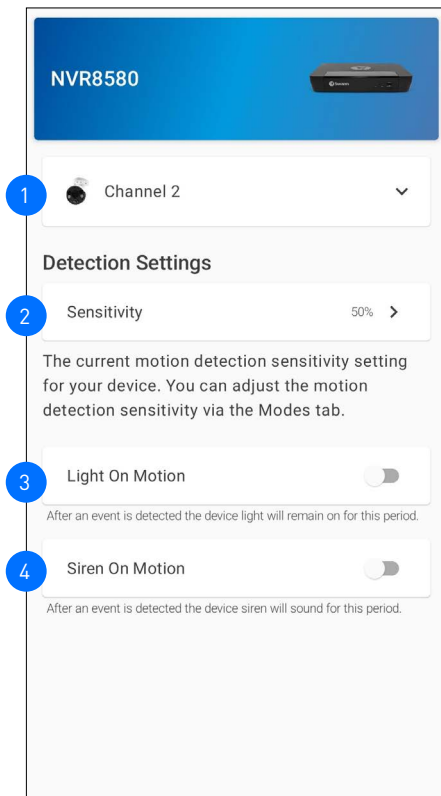 NVR8580
1
Channel 2
Detection Settings
2
Sensitivity 50%
The current motion detection sensitivity setting
for your device. You can adjust the motion
detection sensitivity via the Modes tab.
3
Light On Motion
After an event is detected the device light will remain on for this period.
4
Siren On Motion
After an event is detected the device siren will sound for this period.